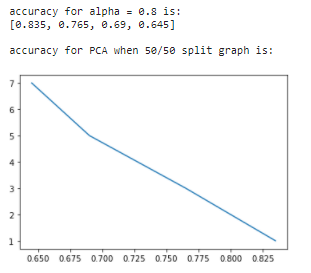 accuracy for alpha = 0.8 is:
[0.835, 0.765, 0.69, 0.645]
accuracy for PCA when 50/50 split graph is:
7
6
5
4
3
2
1
0.650 0.675 0.700 0.725 0.750 0.775 0.800 0.825